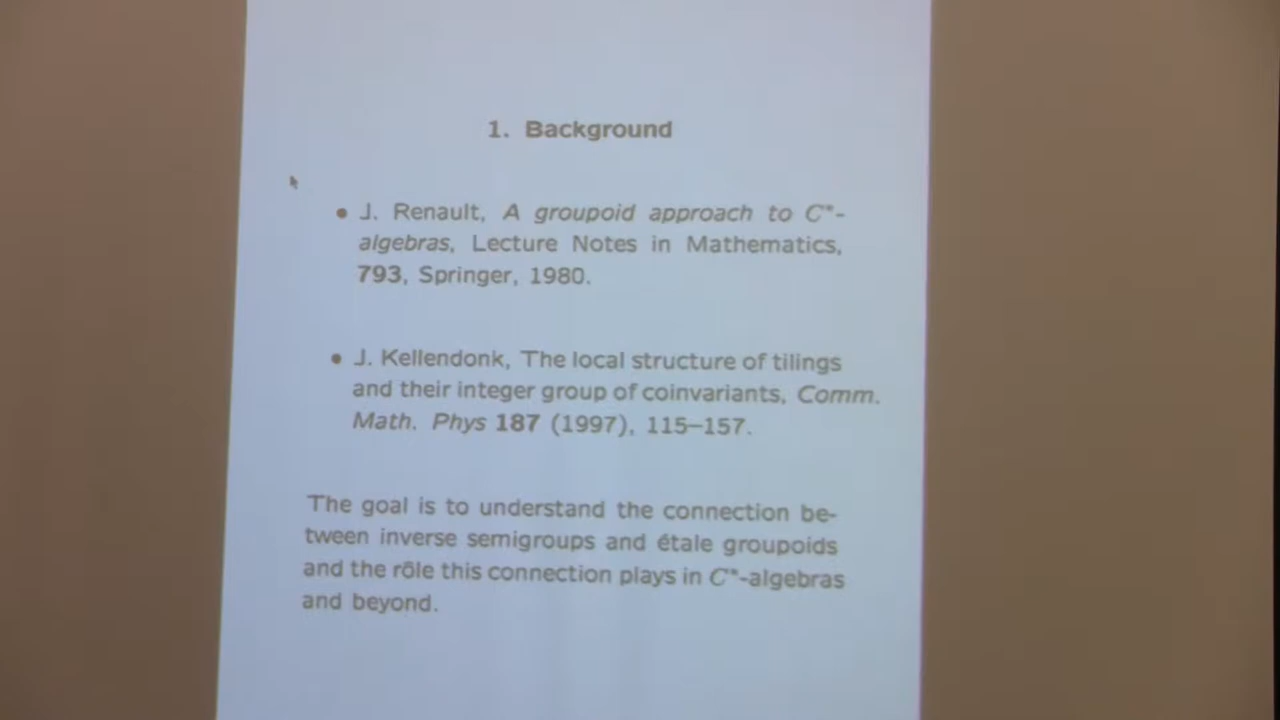 1. Background
• J. Renault, A groupoid approach to C*-
algebras, Lecture Notes in Mathematics,
793, Springer, 1980.
• J. Kellendonk, The local structure of tilings
and their integer group of coinvariants, Comm.
Math. Phys 187 (1997), 115–157.
The goal is to understand the connection be-
tween inverse semigroups and étale groupoids
and the rôle this connection plays in C*-algebras
and beyond.